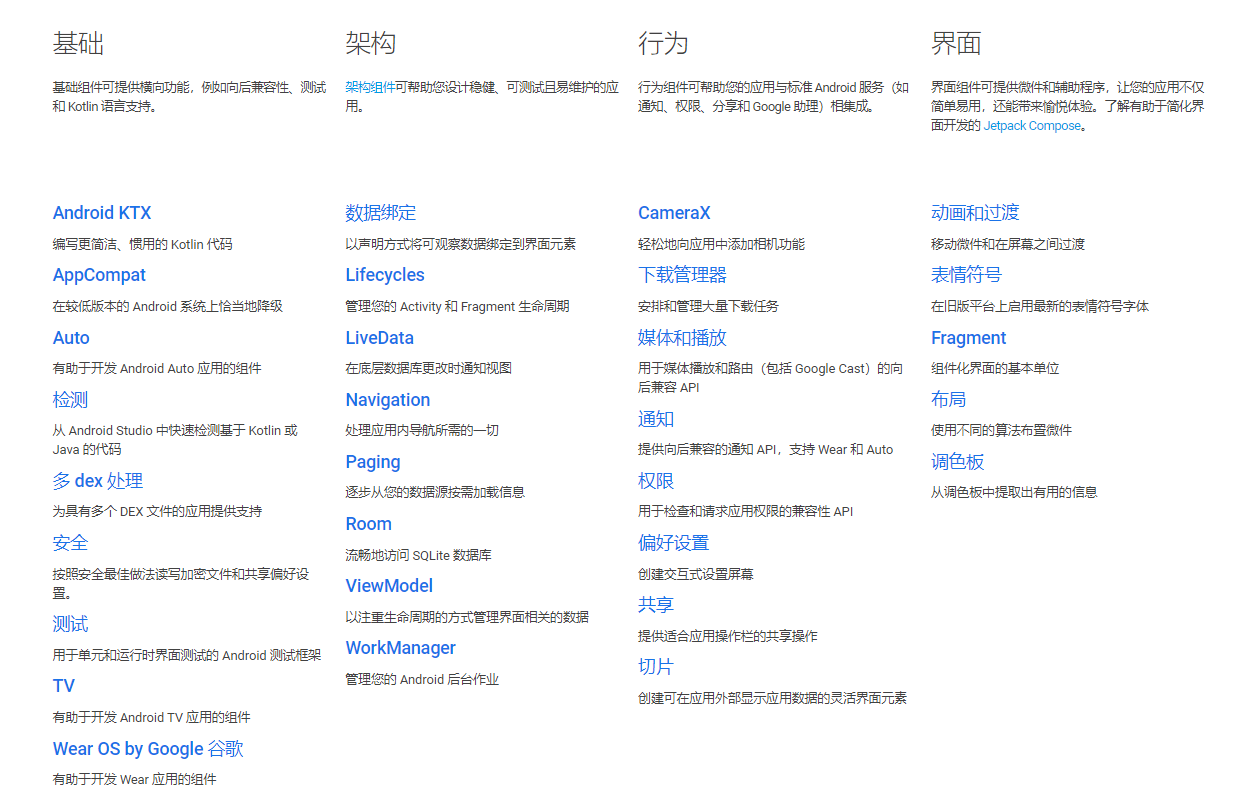 基础
基础组件可提供横向功能，例如向后兼容性、测试
和 Kotlin 语言支持。
Android KTX
编写更简洁、惯用的 Kotlin 代码
AppCompat
在较低版本的 Android 系统上恰当地降级
Auto
有助于开发 Android Auto 应用的组件
检测
从 Android Studio 中快速检测基于 Kotlin 或
Java 的代码
多 dex 处理
为具有多个 DEX 文件的应用提供支持
安全
按照安全最佳做法读写加密文件和共享偏好设
置。
测试
用于单元和运行时界面测试的 Android 测试框架
TV
有助于开发 Android TV 应用的组件
Wear OS by Google 谷歌
有助于开发 Wear 应用的组件
架构
架构组件可帮助您设计稳健、可测试且易维护的应
用。
数据绑定
以声明方式将可观察数据绑定到界面元素
Lifecycles
管理您的 Activity 和 Fragment 生命周期
LiveData
在底层数据库更改时通知视图
Navigation
处理应用内导航所需的一切
Paging
逐步从您的数据源按需加载信息
Room
流畅地访问 SQLite 数据库
ViewModel
以注重生命周期的方式管理界面相关的数据
WorkManager
管理您的 Android 后台作业
行为
行为组件可帮助您的应用与标准 Android 服务（如
通知、权限、分享和 Google 助理）相集成。
CameraX
轻松地向应用中添加相机功能
下载管理器
安排和管理大量下载任务
媒体和播放
用于媒体播放和路由（包括 Google Cast）的向
后兼容 API
通知
提供向后兼容的通知 API，支持 Wear 和 Auto
权限
用于检查和请求应用权限的兼容性 API
偏好设置
创建交互式设置屏幕
共享
提供适合应用操作栏的共享操作
切片
创建可在应用外部显示应用数据的灵活界面元素
界面
界面组件可提供微件和辅助程序，让您的应用不仅
简单易用，还能带来愉悦体验。了解有助于简化界
面开发的 Jetpack Compose。
动画和过渡
移动微件和在屏幕之间过渡
表情符号
在旧版平台上启用最新的表情符号字体
Fragment
组件化界面的基本单位
布局
使用不同的算法布置微件
调色板
从调色板中提取出有用的信息